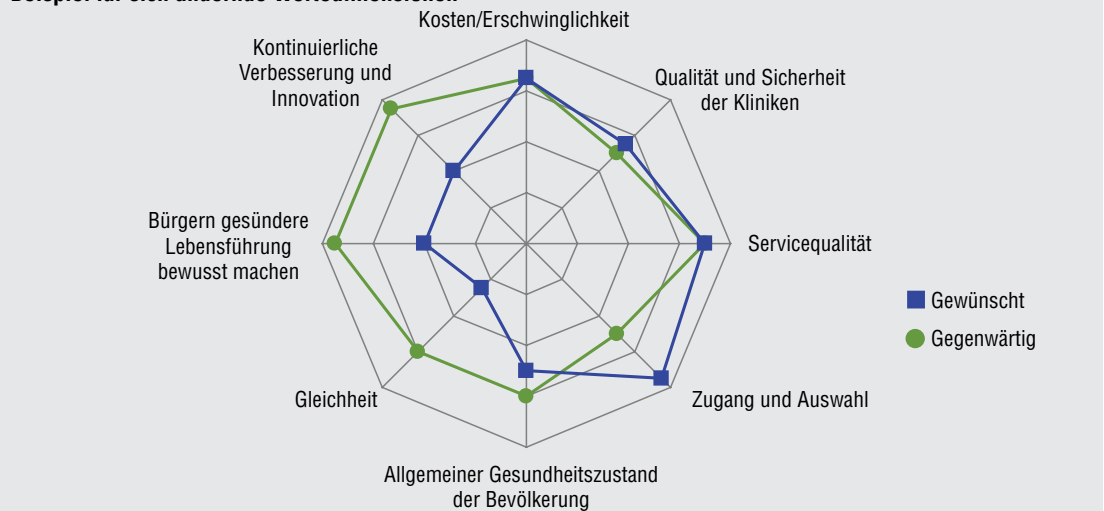 Kosten/Erschwinglichkeit
Kontinuierliche
Verbesserung und
Innovation
Qualität und Sicherheit
der Kliniken
Bürgern gesündere
Lebensführung
bewusst machen
Servicequalität
Gewünscht
Gegenwärtig
Gleichheit
Zugang und Auswahl
Allgemeiner Gesundheitszustand
der Bevölkerung